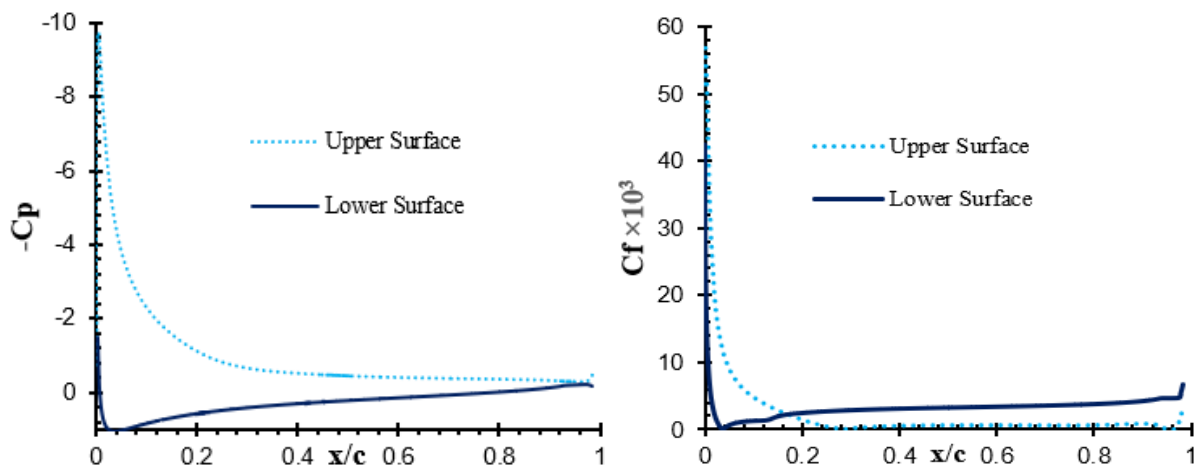 -10
-8
-6
-4
-2
0
-Cp
Upper Surface
Lower Surface
0 0.2 0.4 x/c 0.6 0.8 1
60
50
40
30
20
10
0
Cf ×10³
Upper Surface
Lower Surface
0 0.2 0.4 x/c 0.6 0.8 1